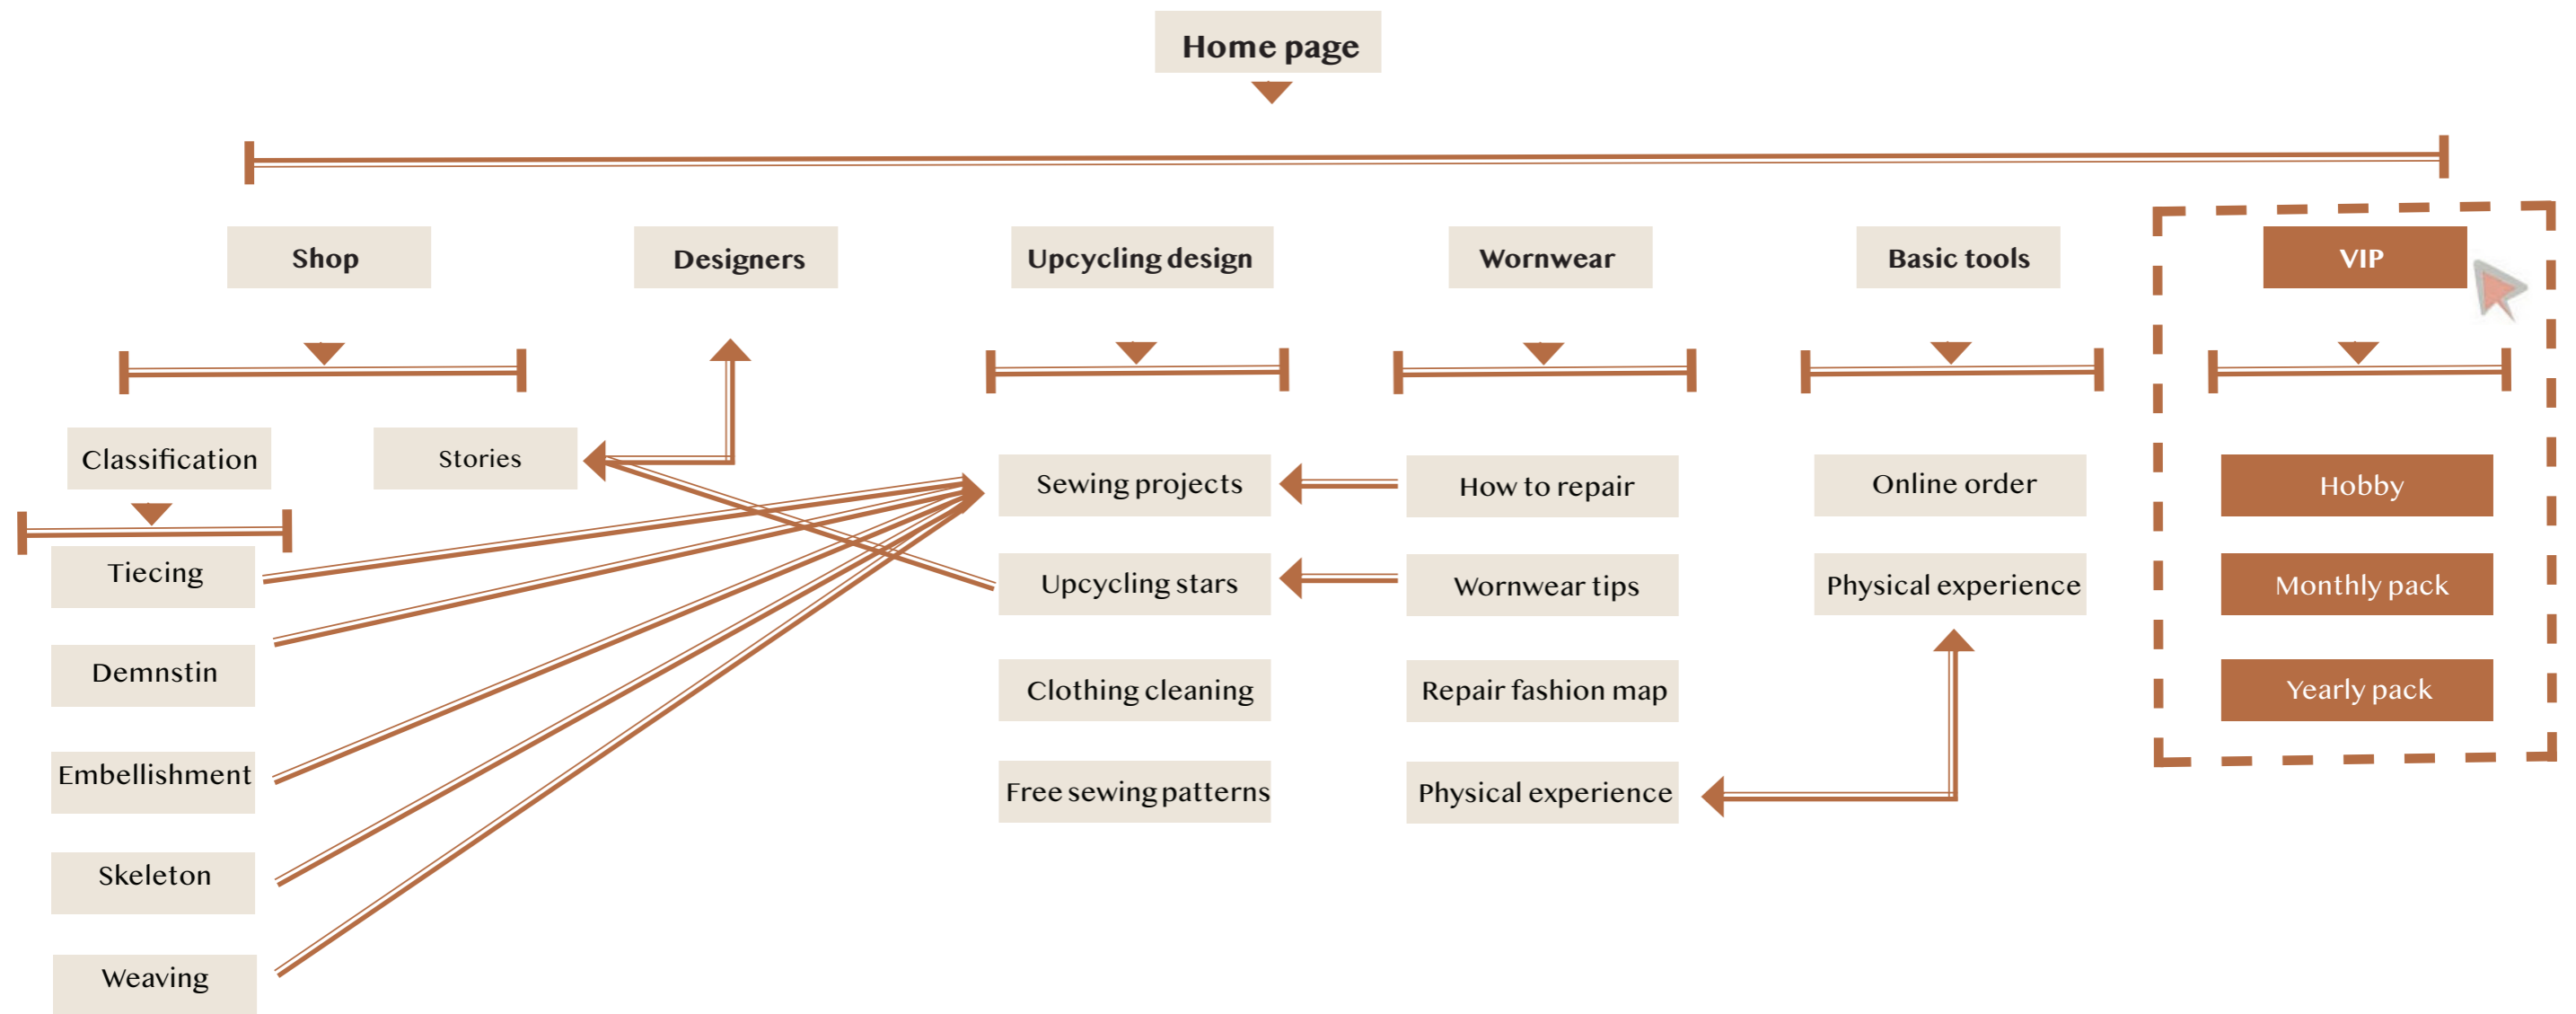 Home page
Shop
Designers
Upcycling design
Wornwear
Basic tools
VIP
Classification
Stories
Tiecing
Demnstin
Embellishment
Skeleton
Weaving
Sewing projects
Upcycling stars
Clothing cleaning
Free sewing patterns
How to repair
Wornwear tips
Repair fashion map
Physical experience
Online order
Physical experience
Hobby
Monthly pack
Yearly pack